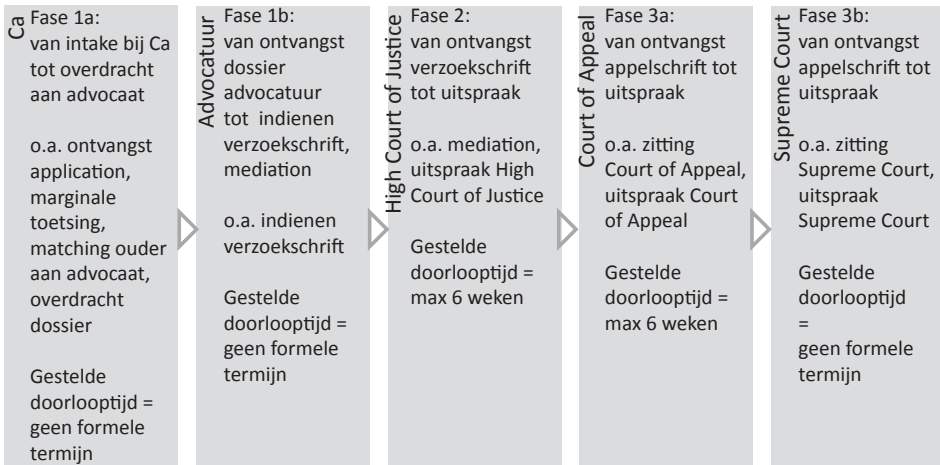 Ca
Fase 1a:
van intake bij Ca
tot overdracht
aan advocaat
o.a. ontvangst
application,
marginale
toetsing,
matching ouder
aan advocaat,
overdracht
dossier
Gestelde
doorlooptijd =
geen formele
termijn
Advocatuur
Fase 1b:
van ontvangst
dossier
advocatuur
tot indienen
verzoekschrift,
mediation
o.a. indienen
verzoekschrift
Gestelde
doorlooptijd =
geen formele
termijn
High Court of Justice
Fase 2:
van ontvangst
verzoekschrift
tot uitspraak
o.a. mediation,
uitspraak High
Court of Justice
Gestelde
doorlooptijd =
max 6 weken
Court of Appeal
Fase 3a:
van ontvangst
appelschrift tot
uitspraak
o.a. zitting
Court of Appeal,
uitspraak Court
of Appeal
Gestelde
doorlooptijd =
max 6 weken
Supreme Court
Fase 3b:
van ontvangst
appelschrift tot
uitspraak
o.a. zitting
Supreme Court,
uitspraak
Supreme Court
Gestelde
doorlooptijd
=
geen formele
termijn